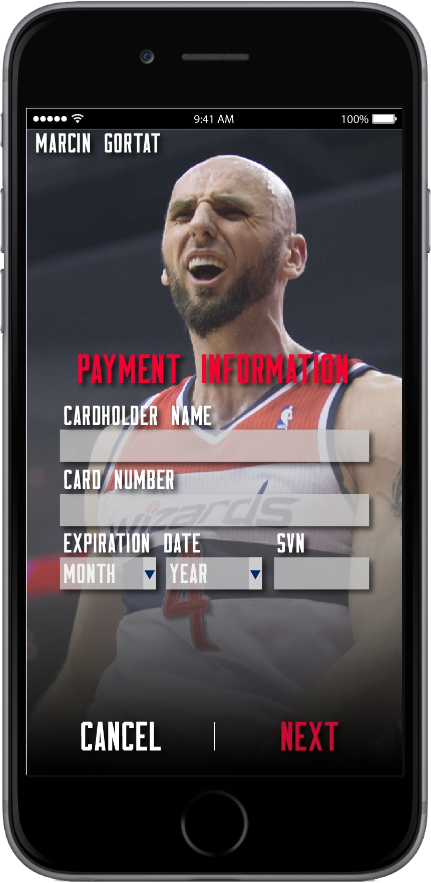 9:41 AM 100%
MARCIN GORTAT
PAYMENT INFORMATION
CARDHOLDER NAME
CARD NUMBER
wizards
EXPIRATION DATE SVN
MONTH YEAR
4
CANCEL | NEXT